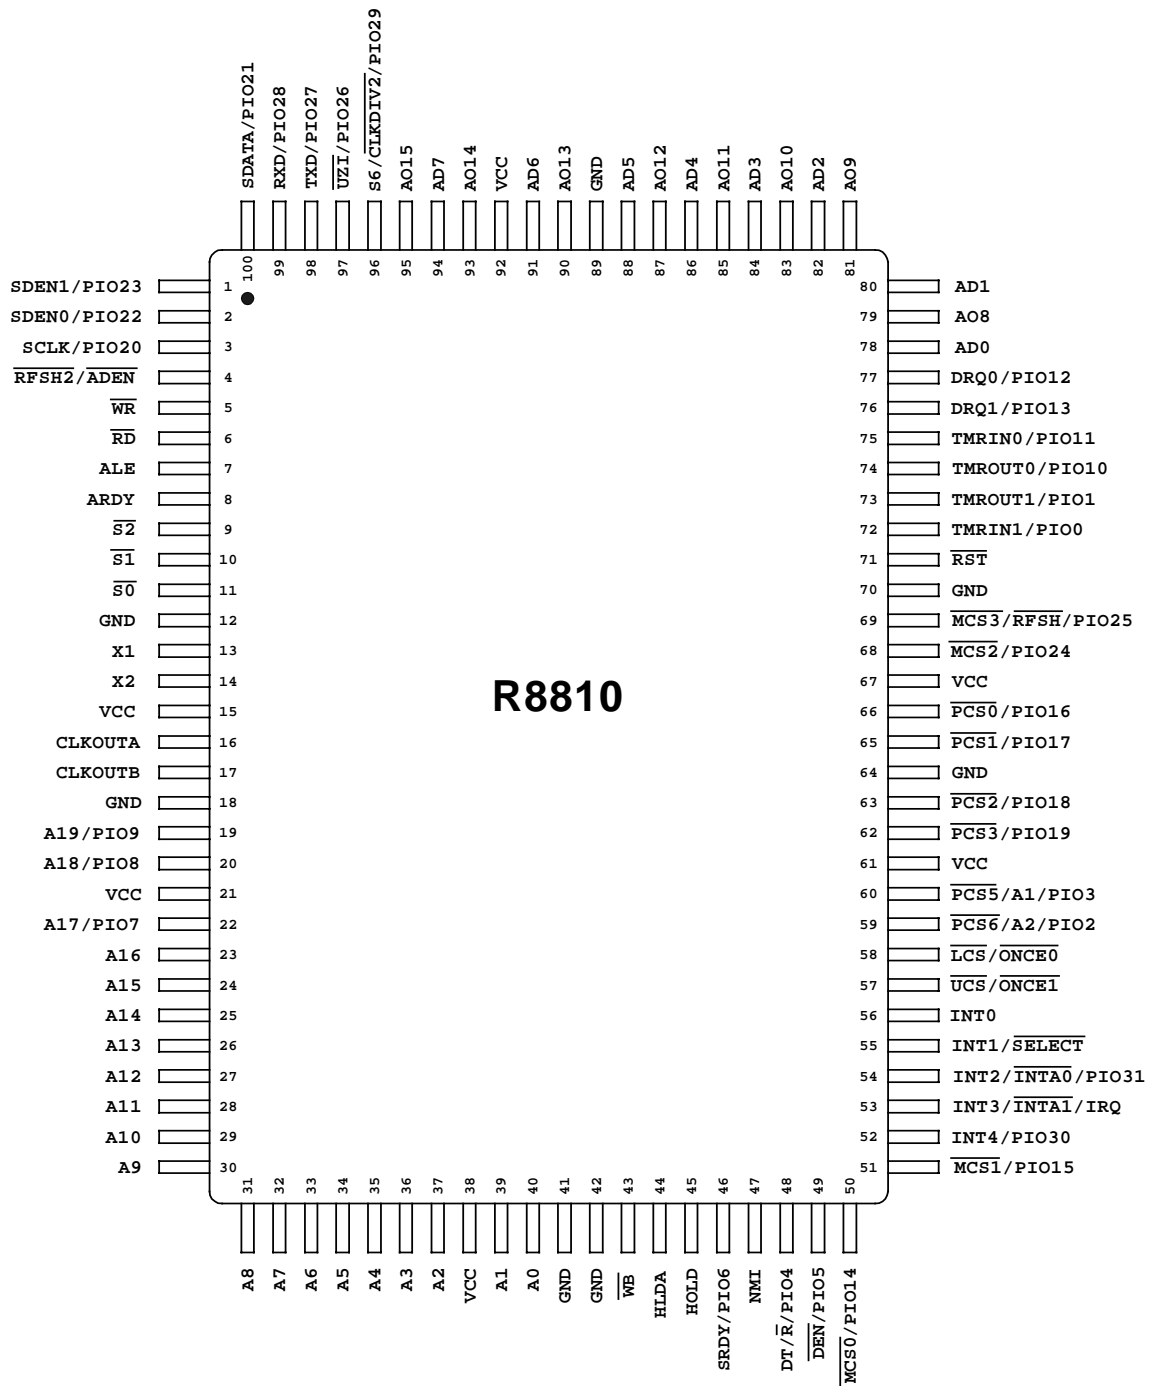 SDATA/PIO21
RXD/PIO28
TXD/PIO27
UZI/PIO26
S6/CLKDIV2/PIO29
AO15
AD7
AO14
VCC
AD6
AO13
GND
AD5
AO12
AD4
AO11
AD3
AO10
AD2
AO9
100 99 98 97 96 95 94 93 92 91 90 89 88 87 86 85 84 83 82 81
SDEN1/PIO23 1
SDEN0/PIO22 2
SCLK/PIO20 3
RFSH2/ADEN 4
WR 5
RD 6
ALE 7
ARDY 8
S2 9
S1 10
S0 11
GND 12
X1 13
X2 14
VCC 15
CLKOUTA 16
CLKOUTB 17
GND 18
A19/PIO9 19
A18/PIO8 20
VCC 21
A17/PIO7 22
A16 23
A15 24
A14 25
A13 26
A12 27
A11 28
A10 29
A9 30
R8810
80 AD1
79 AO8
78 AD0
77 DRQ0/PIO12
76 DRQ1/PIO13
75 TMRIN0/PIO11
74 TMROUT0/PIO10
73 TMROUT1/PIO1
72 TMRIN1/PIO0
71 RST
70 GND
69 MCS3/RFSH/PIO25
68 MCS2/PIO24
67 VCC
66 PCS0/PIO16
65 PCS1/PIO17
64 GND
63 PCS2/PIO18
62 PCS3/PIO19
61 VCC
60 PCS5/A1/PIO3
59 PCS6/A2/PIO2
58 LCS/ONCE0
57 UCS/ONCE1
56 INT0
55 INT1/SELECT
54 INT2/INTA0/PIO31
53 INT3/INTA1/IRQ
52 INT4/PIO30
51 MCS1/PIO15
31 32 33 34 35 36 37 38 39 40 41 42 43 44 45 46 47 48 49 50
A8
A7
A6
A5
A4
A3
A2
VCC
A1
A0
GND
GND
WB
HLDA
HOLD
SRDY/PIO6
NMI
DT/R/PIO4
DEN/PIO5
MCS0/PIO14